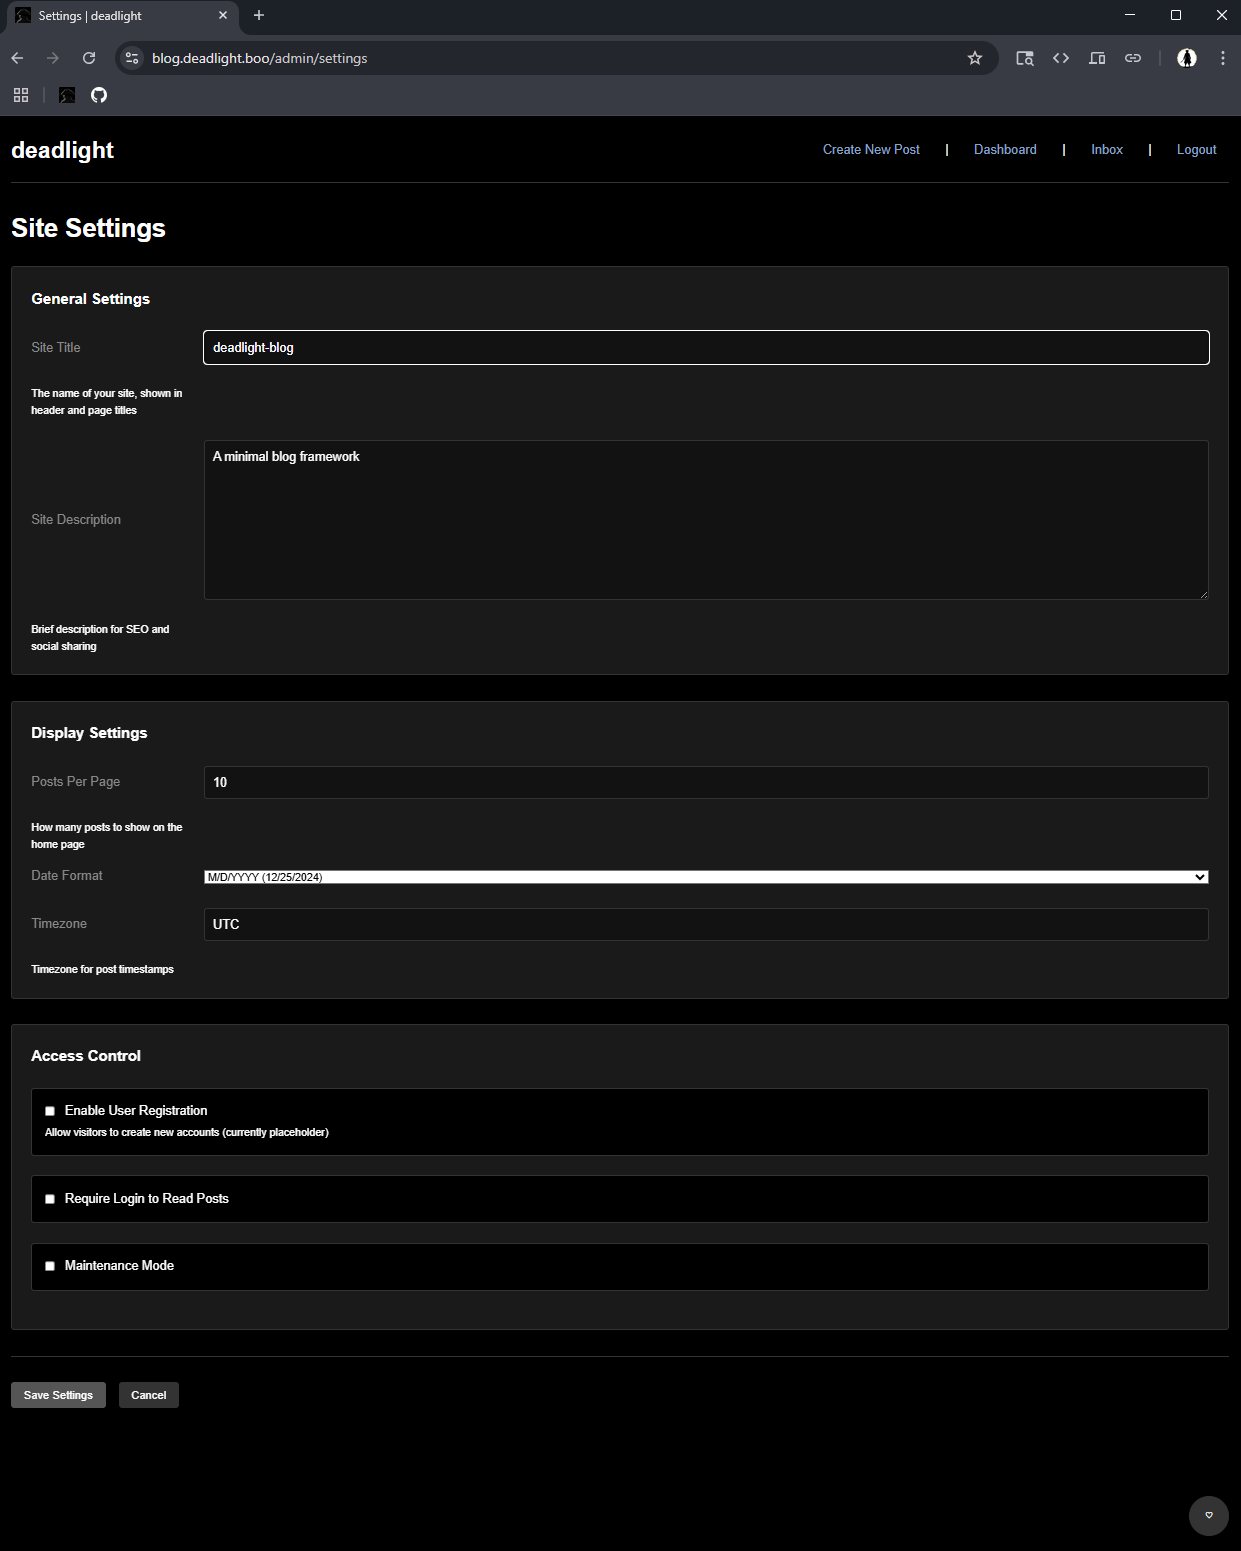 Settings | deadlight
blog.deadlight.boo/admin/settings
deadlight
Create New Post | Dashboard | Inbox | Logout
Site Settings
General Settings
Site Title
deadlight-blog
The name of your site, shown in
header and page titles
Site Description
A minimal blog framework
Brief description for SEO and
social sharing
Display Settings
Posts Per Page
10
How many posts to show on the
home page
Date Format
M/D/YYYY (12/25/2024)
Timezone
UTC
Timezone for post timestamps
Access Control
Enable User Registration
Allow visitors to create new accounts (currently placeholder)
Require Login to Read Posts
Maintenance Mode
Save Settings
Cancel